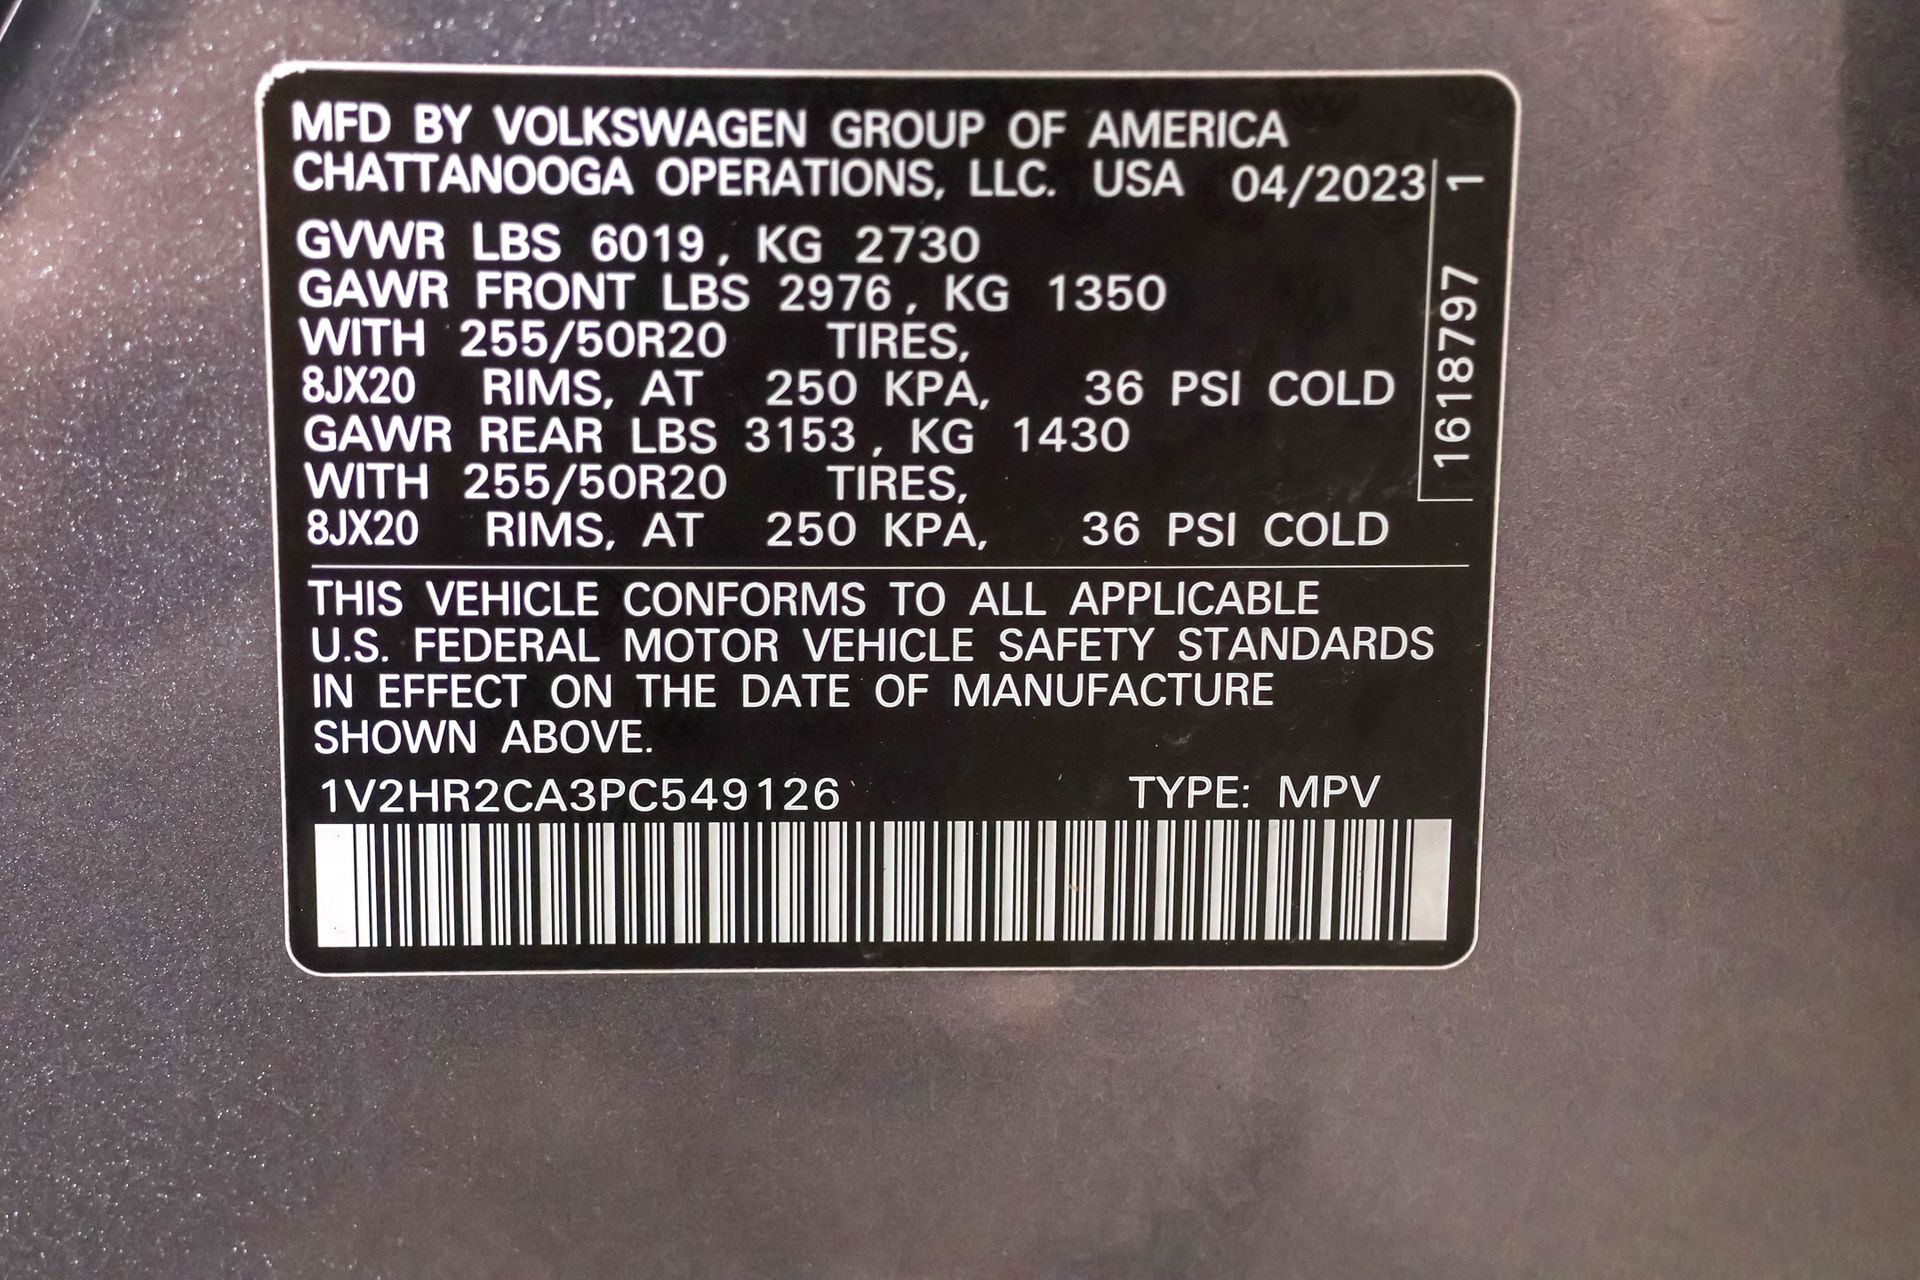 MFD BY VOLKSWAGEN GROUP OF AMERICA
CHATTANOOGA OPERATIONS, LLC. USA 04/2023
GVWR LBS 6019, KG 2730
GAWR FRONT LBS 2976, KG 1350
WITH 255/50R20 TIRES,
8JX20 RIMS, AT 250 KPA, 36 PSI COLD
GAWR REAR LBS 3153, KG 1430
WITH 255/50R20 TIRES,
8JX20 RIMS, AT 250 KPA, 36 PSI COLD
1618797 1
THIS VEHICLE CONFORMS TO ALL APPLICABLE
U.S. FEDERAL MOTOR VEHICLE SAFETY STANDARDS
IN EFFECT ON THE DATE OF MANUFACTURE
SHOWN ABOVE.
1V2HR2CA3PC549126 TYPE: MPV